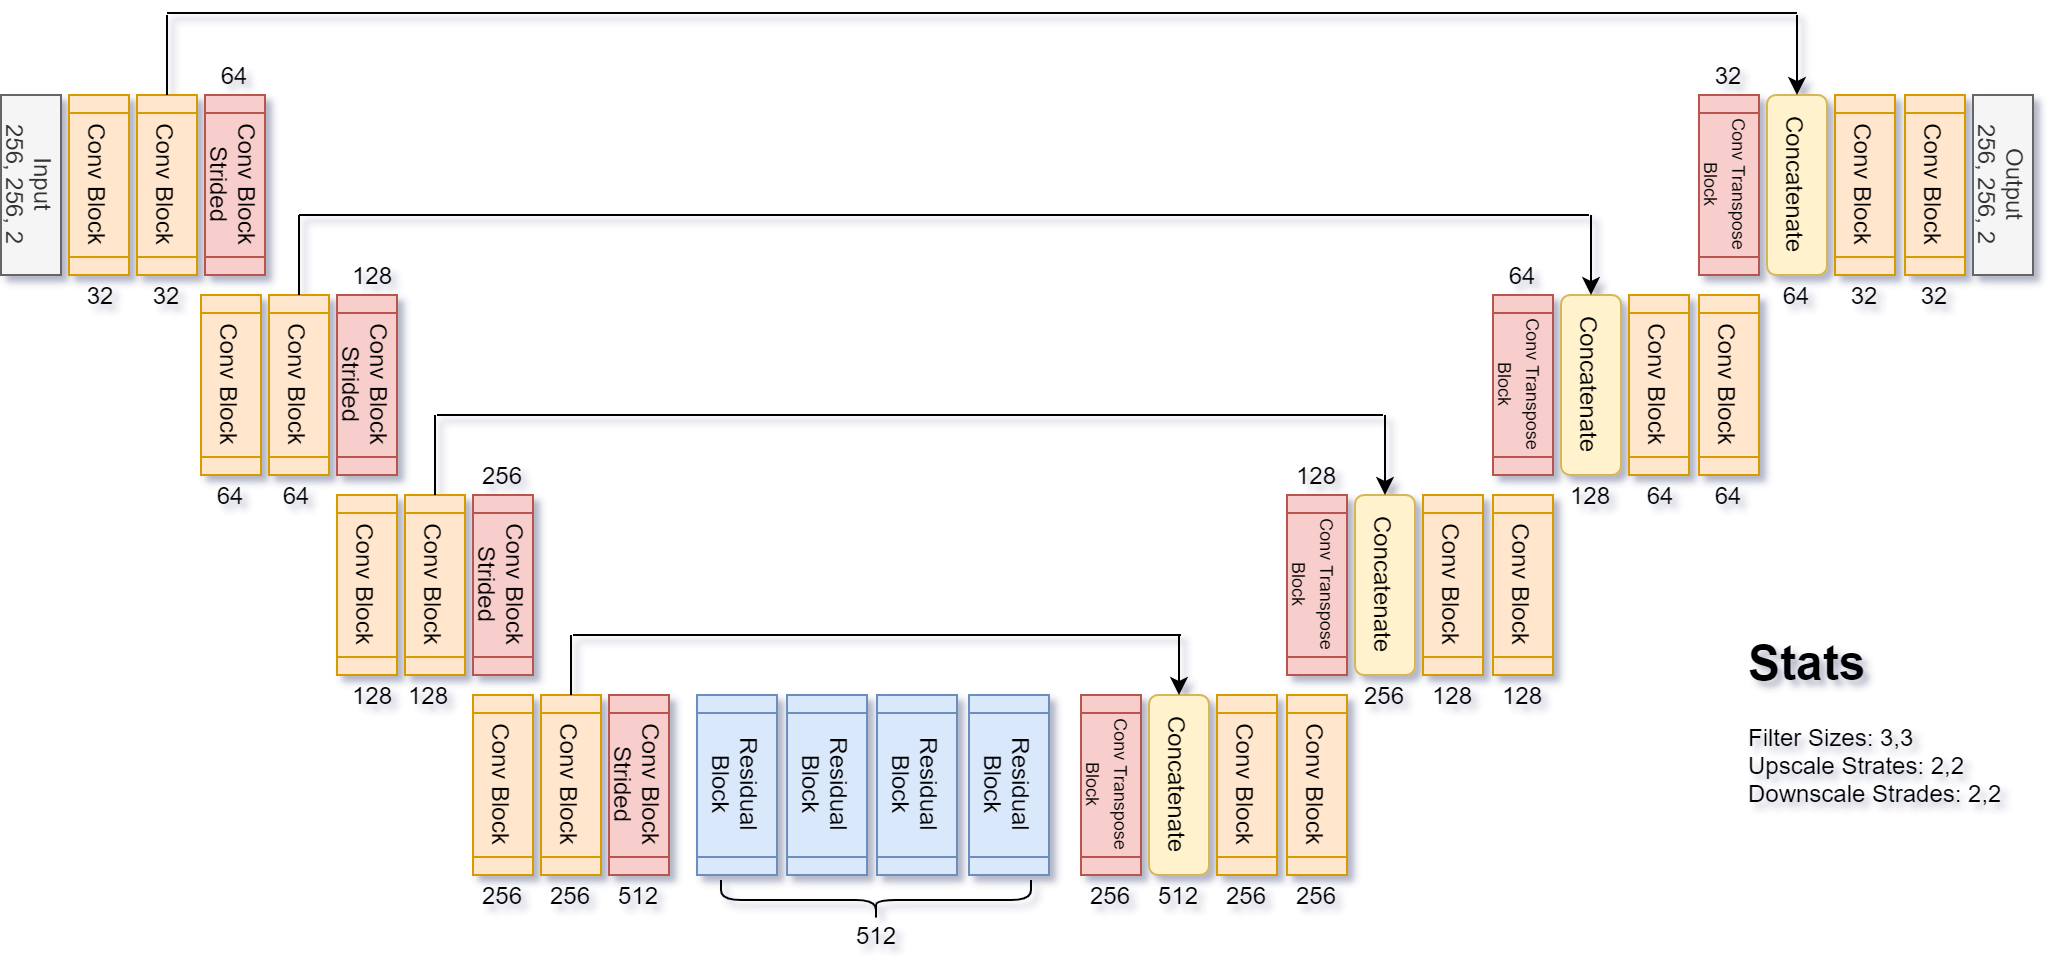 64
32
Input
256, 256, 2
Conv Block
Conv Block
Conv Block
Strided
Conv Transpose
Block
Concatenate
Conv Block
Conv Block
Output
256, 256, 2
32
32
64
32
32
128
64
Conv Block
Conv Block
Conv Block
Strided
Conv Transpose
Block
Concatenate
Conv Block
Conv Block
64
64
128
64
64
256
128
Conv Block
Conv Block
Conv Block
Strided
Conv Transpose
Block
Concatenate
Conv Block
Conv Block
128
128
256
128
128
Conv Block
Conv Block
Conv Block
Strided
Residual
Block
Residual
Block
Residual
Block
Residual
Block
Conv Transpose
Block
Concatenate
Conv Block
Conv Block
256
256
512
512
256
512
256
256
Stats
Filter Sizes: 3,3
Upscale Strates: 2,2
Downscale Strades: 2,2